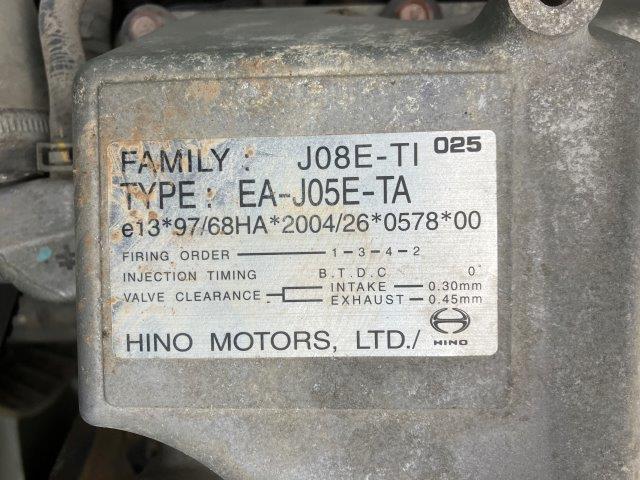 FAMILY : J08E-TI 025
TYPE : EA-J05E-TA
e13*97/68HA*2004/26*0578*00
FIRING ORDER 1-3-4-2
INJECTION TIMING B.T.D.C 0°
VALVE CLEARANCE INTAKE 0.30mm
EXHAUST 0.45mm
HINO MOTORS, LTD./ HINO